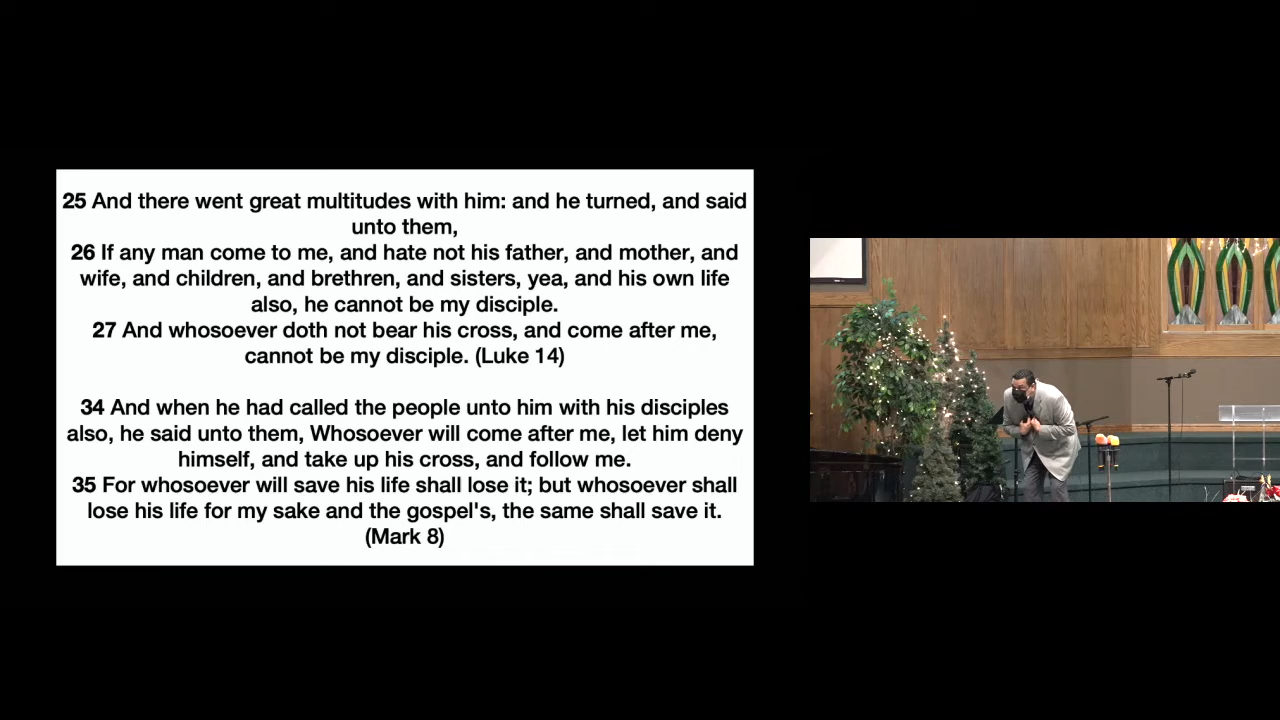 25 And there went great multitudes with him: and he turned, and said
unto them,
26 If any man come to me, and hate not his father, and mother, and
wife, and children, and brethren, and sisters, yea, and his own life
also, he cannot be my disciple.
27 And whosoever doth not bear his cross, and come after me,
cannot be my disciple. (Luke 14)
34 And when he had called the people unto him with his disciples
also, he said unto them, Whosoever will come after me, let him deny
himself, and take up his cross, and follow me.
35 For whosoever will save his life shall lose it; but whosoever shall
lose his life for my sake and the gospel's, the same shall save it.
(Mark 8)